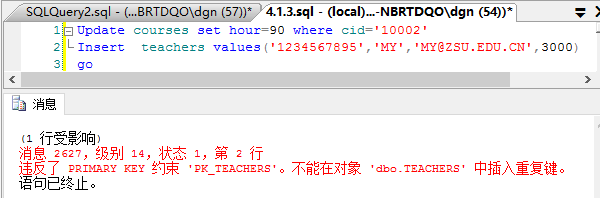 SQLQuery2.sql - (...BRTDQO\dgn (57))* 4.1.3.sql - (local)...-NBRTDQO\dgn (54))*
1 Update courses set hour=90 where cid='10002'
2 Insert teachers values('1234567895','MY','MY@ZSU.EDU.CN',3000)
3 go
消息
(1 行受影响)
消息 2627，级别 14，状态 1，第 2 行
违反了 PRIMARY KEY 约束 'PK_TEACHERS'。不能在对象 'dbo.TEACHERS' 中插入重复键。
语句已终止。